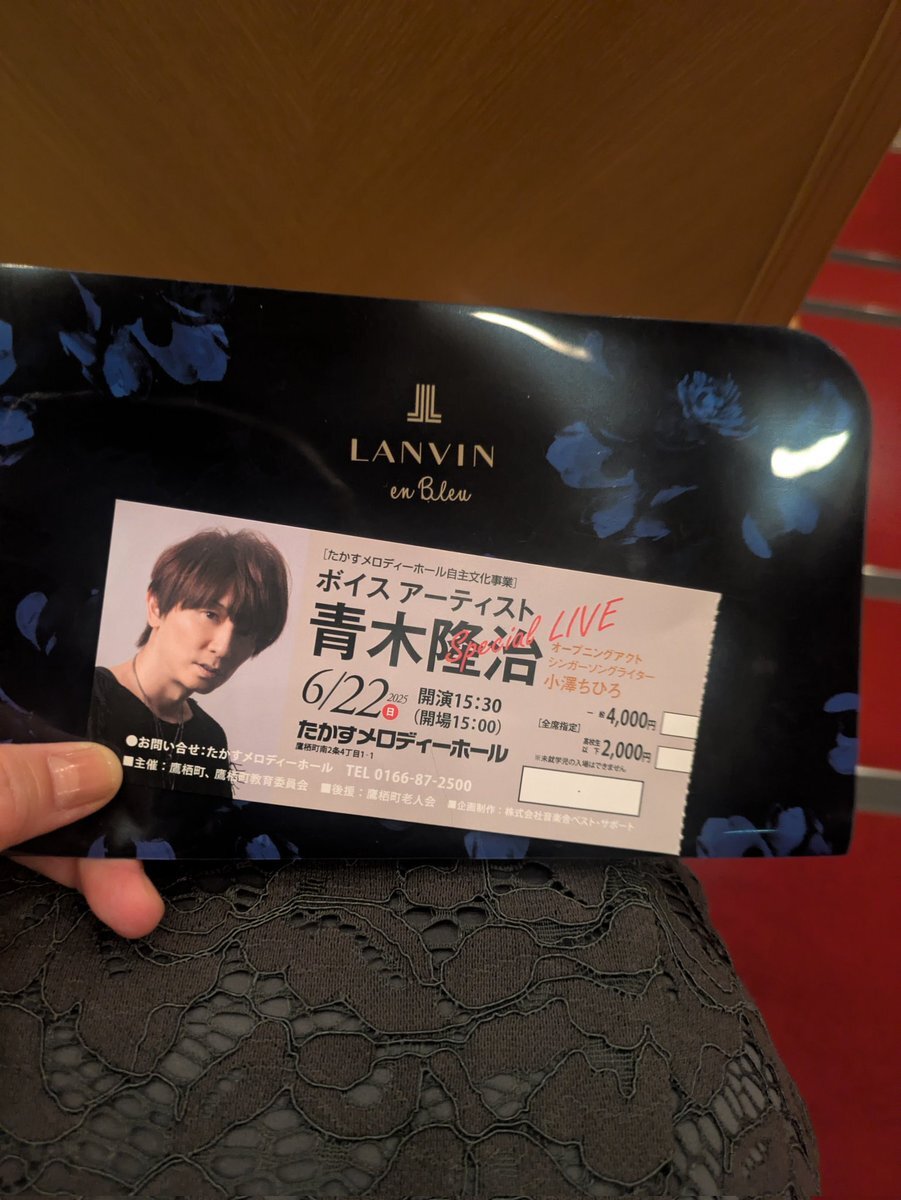 LANVIN
en Bleu
[たかすメロディーホール自主文化事業]
ボイス アーティスト
青木隆治
Special LIVE
オープニングアクト
シンガーソングライター
小澤ちひろ
6/22 2025 日 開演15:30
(開場15:00)
たかすメロディーホール
鷹栖町南2条4丁目1-1
[全席指定]
一般 4,000円
高校生以下 2,000円
※未就学児の入場はできません
●お問い合せ:たかすメロディーホール TEL 0166-87-2500
■主催:鷹栖町、鷹栖町教育委員会 ■後援:鷹栖町老人会 ■企画制作:株式会社音楽舎ベスト・サポート